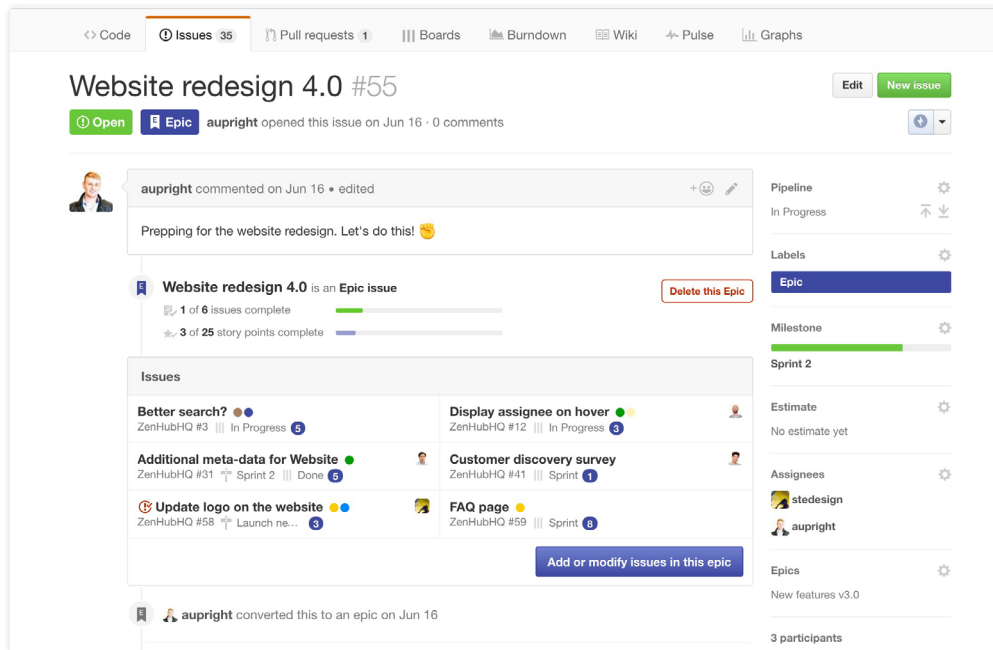 Code
Issues 35
Pull requests 1
Boards
Burndown
Wiki
Pulse
Graphs
Website redesign 4.0 #55
Edit
New issue
Open
Epic
aupright opened this issue on Jun 16 · 0 comments
aupright commented on Jun 16 • edited
Prepping for the website redesign. Let's do this! ✊
Website redesign 4.0 is an Epic issue
Delete this Epic
1 of 6 issues complete
3 of 25 story points complete
Issues
Better search?
ZenHubHQ #3 In Progress 5
Display assignee on hover
ZenHubHQ #12 In Progress 3
Additional meta-data for Website
ZenHubHQ #31 Sprint 2 Done 5
Customer discovery survey
ZenHubHQ #41 Sprint 1
Update logo on the website
ZenHubHQ #58 Launch ne... 3
FAQ page
ZenHubHQ #59 Sprint 8
Add or modify issues in this epic
aupright converted this to an epic on Jun 16
Pipeline
In Progress
Labels
Epic
Milestone
Sprint 2
Estimate
No estimate yet
Assignees
stedesign
aupright
Epics
New features v3.0
3 participants